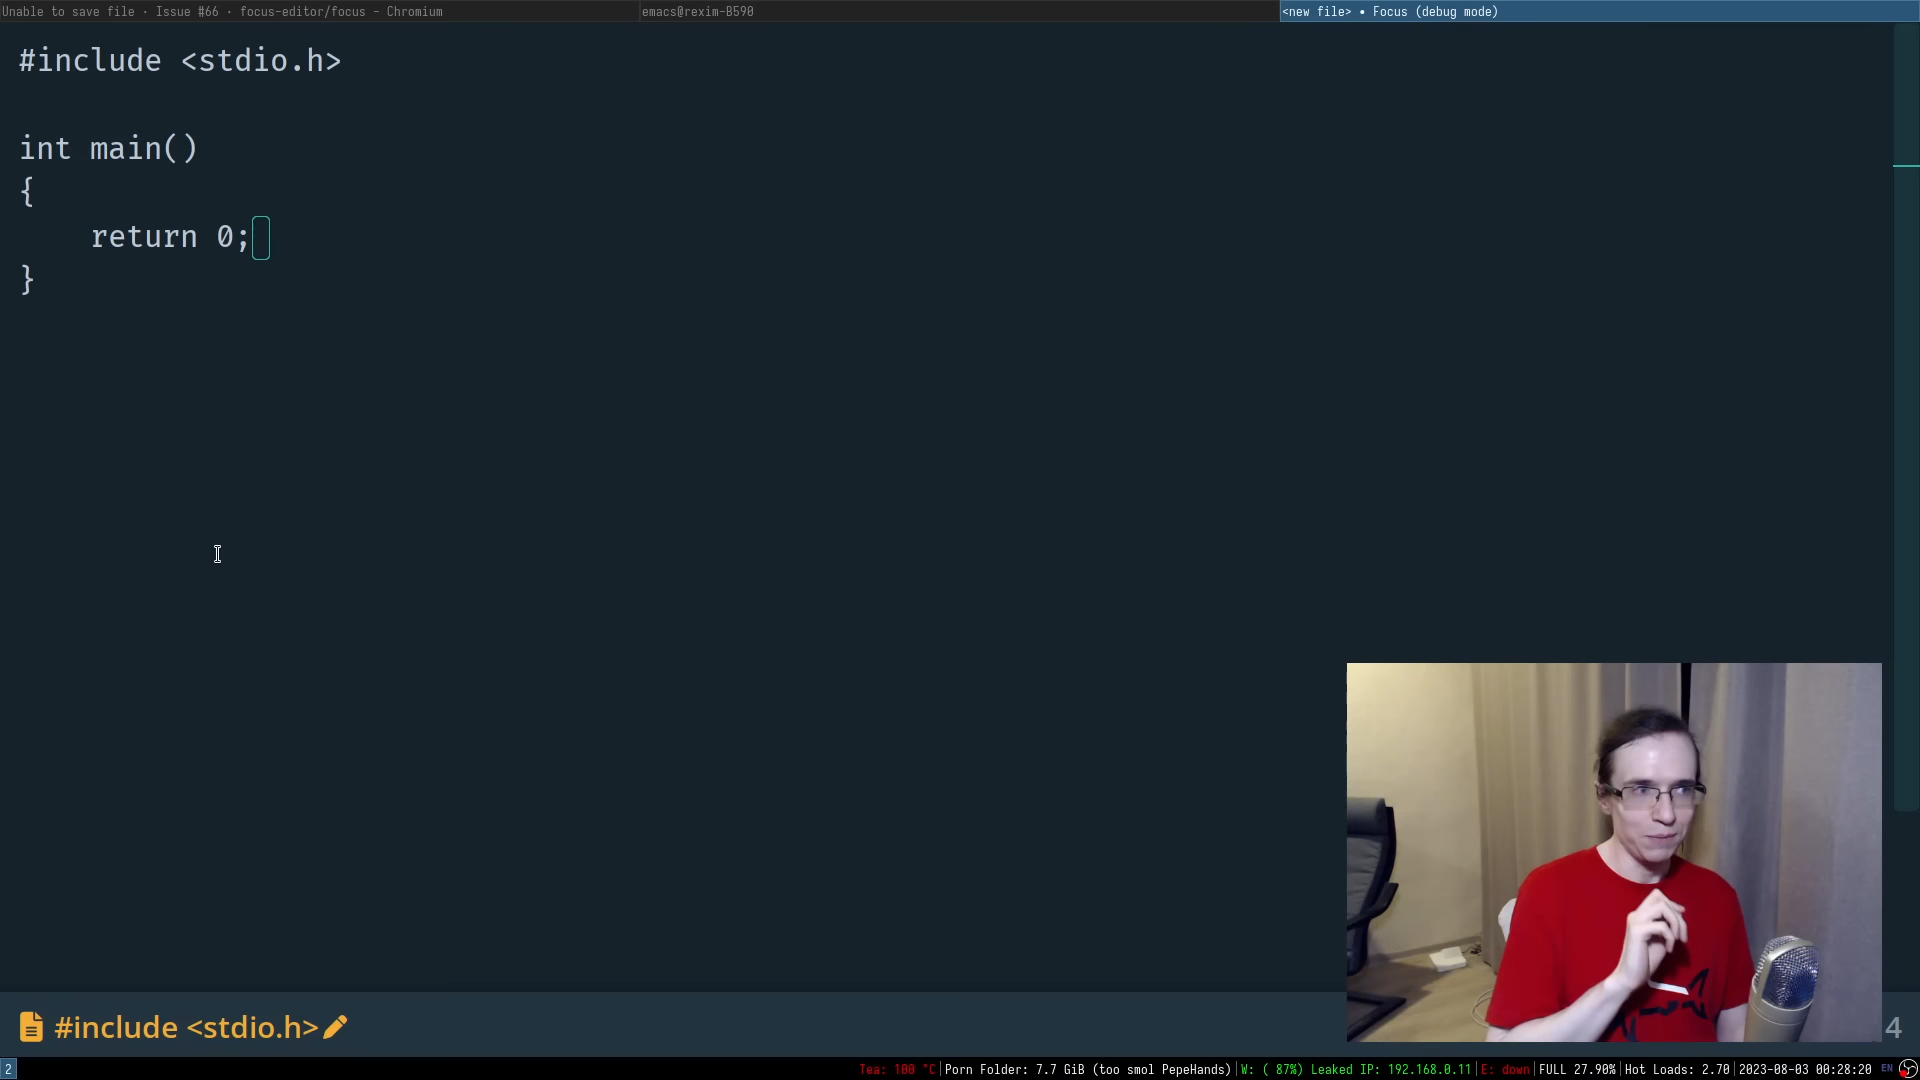 Unable to save file · Issue #66 · focus-editor/focus - Chromium
emacs@rexim-B590
<new file> • Focus (debug mode)
#include <stdio.h>
int main()
{
    return 0;
}
#include <stdio.h>
4
2
Tea: 100 °C|Porn Folder: 7.7 GiB (too smol PepeHands)|W: ( 87%) Leaked IP: 192.168.0.11|E: down|FULL 27.90%|Hot Loads: 2.70|2023-08-03 00:28:20
EN